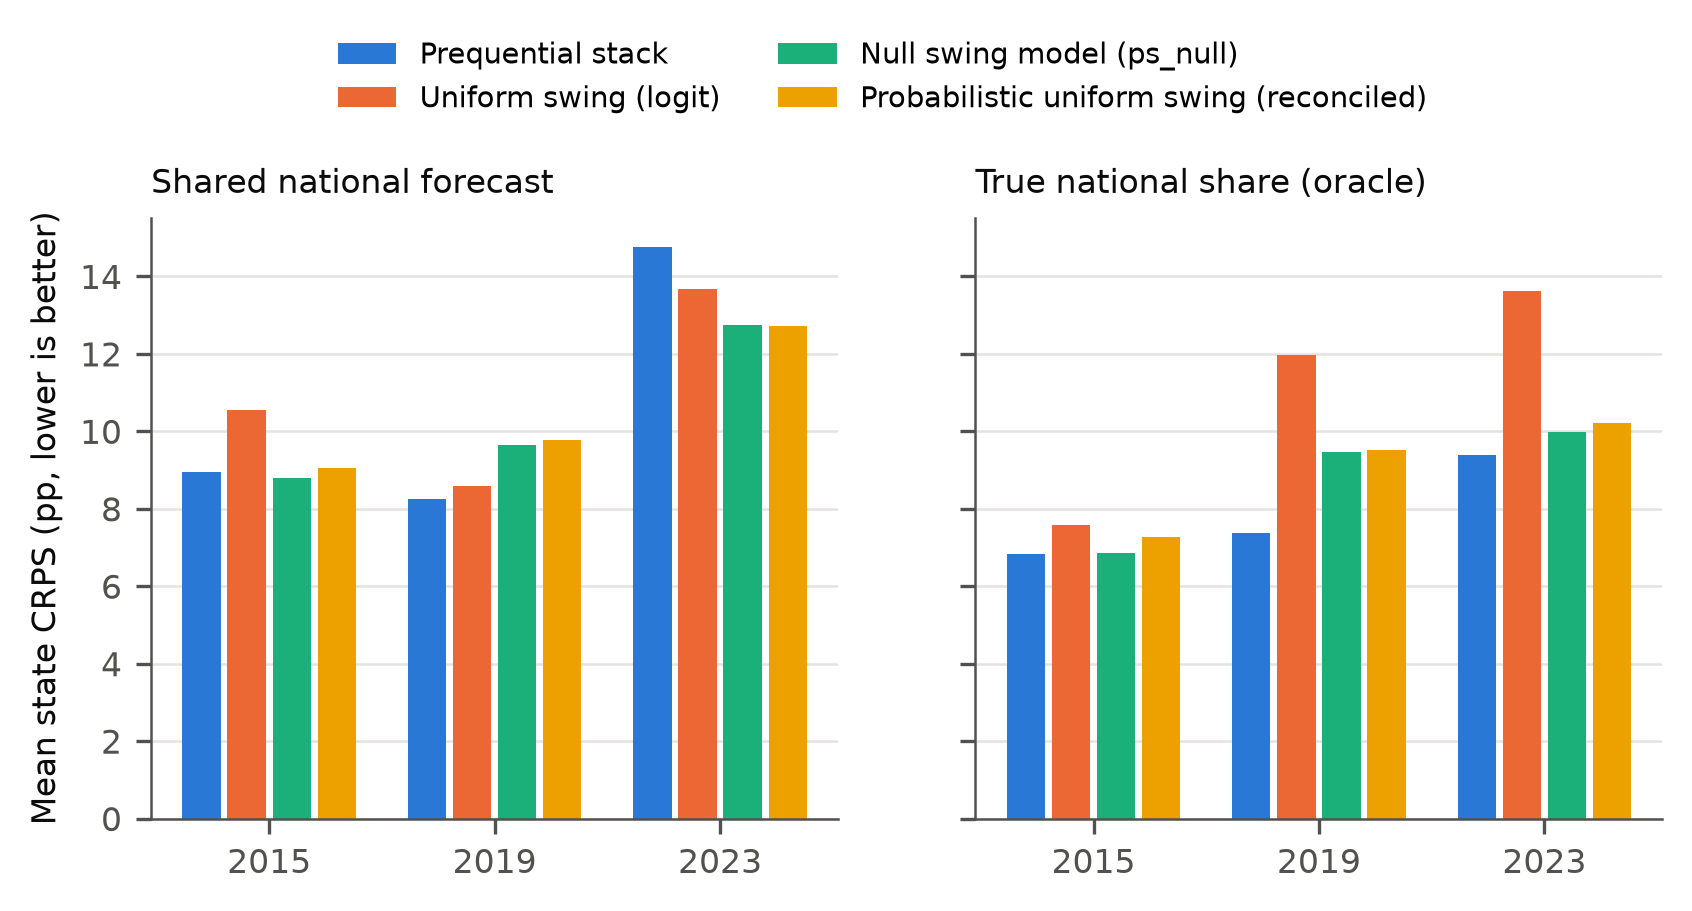 Prequential stack
Uniform swing (logit)
Null swing model (ps_null)
Probabilistic uniform swing (reconciled)
Shared national forecast
Mean state CRPS (pp, lower is better)
14
12
10
8
6
4
2
0
2015 2019 2023
True national share (oracle)
2015 2019 2023